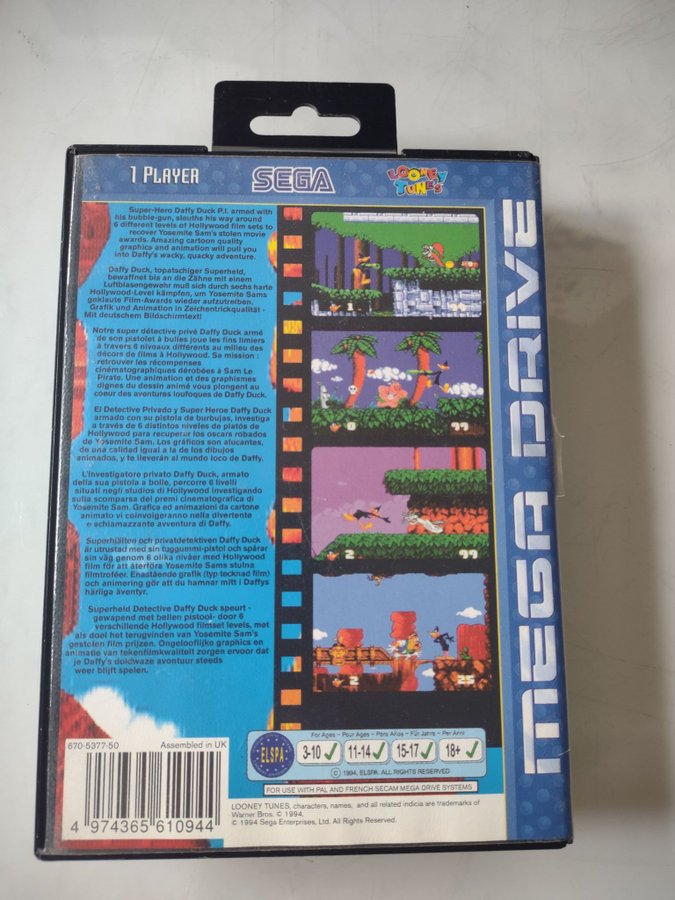 1 PLAYER
SEGA
LOONEY
TUNES
Super-Hero Daffy Duck P.I. armed with
his bubble-gun, sleuths his way around
6 different levels of Hollywood film sets to
recover Yosemite Sam's stolen movie
awards. Amazing cartoon quality
graphics and animation will pull you
into Daffy's wacky, quacky adventure.
Daffy Duck, topatschiger Superheld,
bewaffnet bis an die Zähne mit einem
Luftblasengewehr muß sich durch sechs harte
Hollywood-Level kämpfen, um Yosemite Sams
geklaute Film-Awards wieder aufzutreiben.
Grafik und Animation in Zeichentrickqualität -
Mit deutschem Bildschirmtext!
Notre super détective privé Daffy Duck armé
de son pistolet à bulles joue les fins limiers
à travers 6 niveaux différents au milieu des
décors de films à Hollywood. Sa mission :
retrouver les récompenses
cinématographiques dérobées à Sam Le
Pirate. Une animation et des graphismes
dignes du dessin animé vous plongent au
coeur des aventures loufoques de Daffy Duck.
El Detective Privado y Super Heroe Daffy Duck
armado con su pistola de burbujas, investiga
a través de 6 distintos niveles de platós de
Hollywood para recuperar los oscars robados
de Yosemite Sam. Los gráficos son alucantes,
de una calidad igual a la de los dibujos
animados, y te llevarán al mundo loco de Daffy.
L'investigatore privato Daffy Duck, armato
della sua pistola a bolle, percorre 6 livelli
situati negli studios di Hollywood investigando
sulla scomparsa dei premi cinematografica di
Yosemite Sam. Grafica ed animazioni da cartone
animato vi coinvolgeranno nella divertente
e schiamazzante avventura di Daffy.
Superhjälten och privatdetektiven Daffy Duck
är utrustad med sin tuggummi-pistol och spårar
sin väg genom 6 olika nivåer med Hollywood
film för att återföra Yosemite Sams stulna
filmtroféer. Enastående grafik (typ tecknad film)
och animering gör att du hamnar mitt i Daffys
härliga äventyr.
Superheld Detective Daffy Duck speurt -
gewapend met bellen pistool- door 6
verschillende Hollywood filmset levels, met
als doel het terugvinden van Yosemite Sam's
gestolen film prijzen. Ongelooflijke graphics en
animatie van tekenfilmkwaliteit zorgen ervoor dat
je Daffy's doldwaze avontuur steeds
weer blijft spelen.
1
0
99
2
99
2
25
MEGA DRIVE
670-5377-50
Assembled in UK
4 974365 610944
ELSPA
For Ages - Pour Ages - Pons Años - Für Jahre - Per Anni
3-10
11-14
15-17
18+
© 1994, ELSPA. ALL RIGHTS RESERVED
FOR USE WITH PAL AND FRENCH SECAM MEGA DRIVE SYSTEMS
LOONEY TUNES, characters, names, and all related indicia are trademarks of
Warner Bros. © 1994.
© 1994 Sega Enterprises, Ltd. All Rights Reserved.